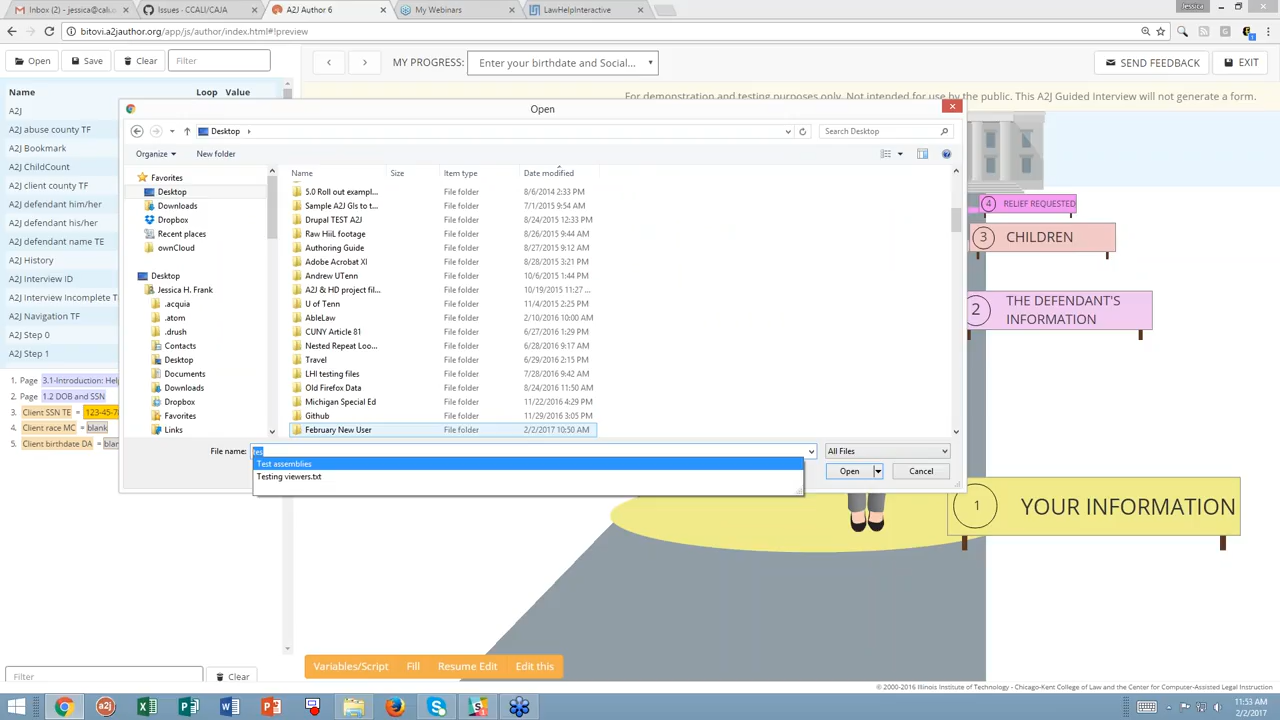 Inbox (2) - jessica@cal
Issues - CCALI/CAJA
A2J Author 6
My Webinars
LawHelpInteractive
Jessica
bitovi.a2jauthor.org/app/js/author/index.html#!preview
Open
Save
Clear
Filter
MY PROGRESS:
Enter your birthdate and Social...
SEND FEEDBACK
EXIT
For demonstration and testing purposes only. Not intended for use by the public. This A2J Guided Interview will not generate a form.
Name Loop Value
A2J
A2J abuse county TF
A2J Bookmark
A2J ChildCount
A2J client county TF
A2J defendant him/her
A2J defendant his/her
A2J defendant name TE
A2J History
A2J Interview ID
A2J Interview Incomplete T
A2J Navigation TF
A2J Step 0
A2J Step 1
1. Page 3.1-Introduction: Hel
2. Page 1.2 DOB and SSN
3. Client SSN TE = 123-45-7
4. Client race MC = blank
5. Client birthdate DA = blan
Filter
Clear
Open
Desktop
Search Desktop
Organize
New folder
Favorites
Desktop
Downloads
Dropbox
Recent places
ownCloud
Desktop
Jessica H. Frank
.acquia
.atom
.drush
Contacts
Desktop
Documents
Downloads
Dropbox
Favorites
Links
Name Size Item type Date modified
5.0 Roll out exampl... File folder 8/6/2014 2:33 PM
Sample A2J GIs to t... File folder 7/1/2015 9:54 AM
Drupal TEST A2J File folder 8/24/2015 12:33 PM
Raw HiiL footage File folder 8/26/2015 9:44 AM
Authoring Guide File folder 8/27/2015 9:12 AM
Adobe Acrobat XI File folder 8/28/2015 3:21 PM
Andrew UTenn File folder 10/6/2015 1:44 PM
A2J & HD project fil... File folder 10/19/2015 11:27 ...
U of Tenn File folder 11/4/2015 2:25 PM
AbleLaw File folder 2/10/2016 10:00 AM
CUNY Article 81 File folder 6/27/2016 1:29 PM
Nested Repeat Loo... File folder 6/28/2016 9:17 AM
Travel File folder 6/29/2016 2:15 PM
LHI testing files File folder 7/28/2016 9:42 AM
Old Firefox Data File folder 8/24/2016 11:50 AM
Michigan Special Ed File folder 11/22/2016 4:29 PM
Github File folder 11/29/2016 3:05 PM
February New User File folder 2/2/2017 10:50 AM
File name: tes
All Files
Test assemblies
Testing viewers.txt
Open
Cancel
4 RELIEF REQUESTED
3 CHILDREN
2 THE DEFENDANT'S
INFORMATION
1 YOUR INFORMATION
Variables/Script Fill Resume Edit Edit this
© 2000-2016 Illinois Institute of Technology - Chicago-Kent College of Law and the Center for Computer-Assisted Legal Instruction
11:53 AM
2/2/2017